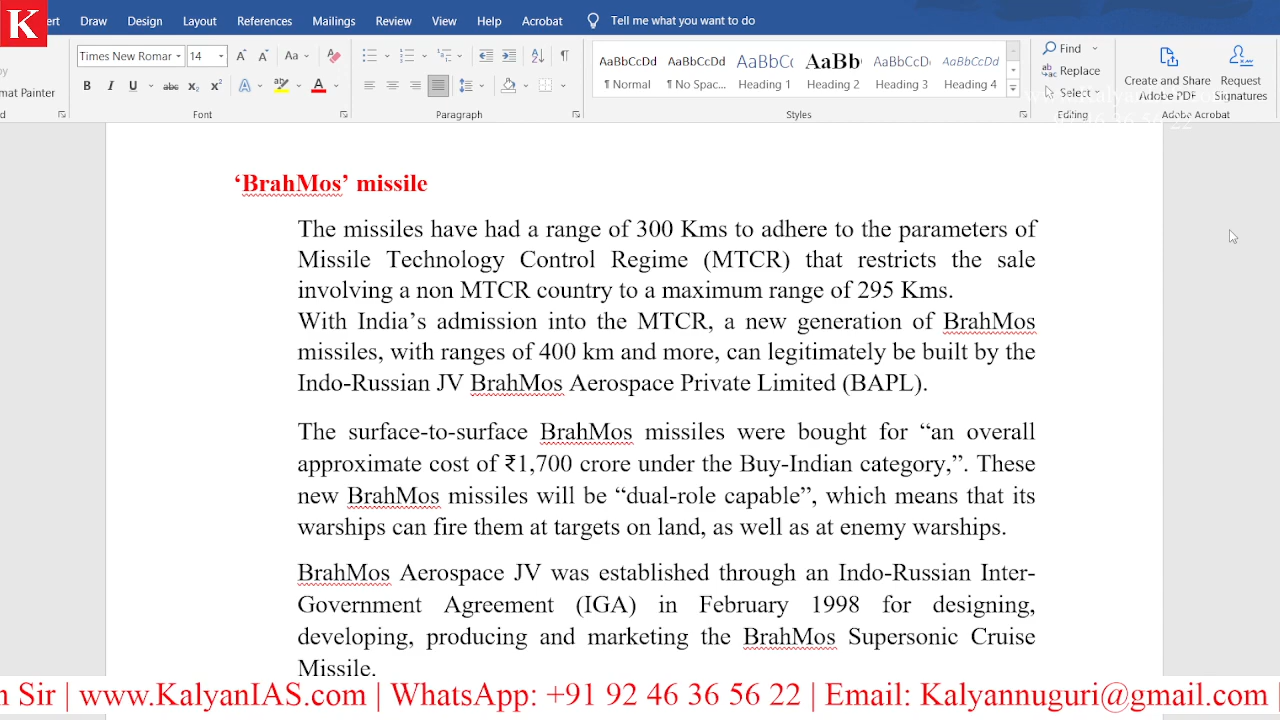 K
Draw Design Layout References Mailings Review View Help Acrobat Tell me what you want to do
Times New Romar 14 Aa
mat Painter
B I U abc X2 X2 A A
Font
Paragraph
AaBbCcDd AaBbCcDd AaBbCc AaBb AaBbCcD AaBbCcDd
¶ Normal ¶ No Spac... Heading 1 Heading 2 Heading 3 Heading 4
Styles
Find
Replace
Select
Editing
Create and Share
Adobe PDF
Request
Signatures
Adobe Acrobat
‘BrahMos’ missile
The missiles have had a range of 300 Kms to adhere to the parameters of
Missile Technology Control Regime (MTCR) that restricts the sale
involving a non MTCR country to a maximum range of 295 Kms.
With India’s admission into the MTCR, a new generation of BrahMos
missiles, with ranges of 400 km and more, can legitimately be built by the
Indo-Russian JV BrahMos Aerospace Private Limited (BAPL).
The surface-to-surface BrahMos missiles were bought for “an overall
approximate cost of ₹1,700 crore under the Buy-Indian category,”. These
new BrahMos missiles will be “dual-role capable”, which means that its
warships can fire them at targets on land, as well as at enemy warships.
BrahMos Aerospace JV was established through an Indo-Russian Inter-
Government Agreement (IGA) in February 1998 for designing,
developing, producing and marketing the BrahMos Supersonic Cruise
Missile.
n Sir | www.KalyanIAS.com | WhatsApp: +91 92 46 36 56 22 | Email: Kalyannuguri@gmail.com |